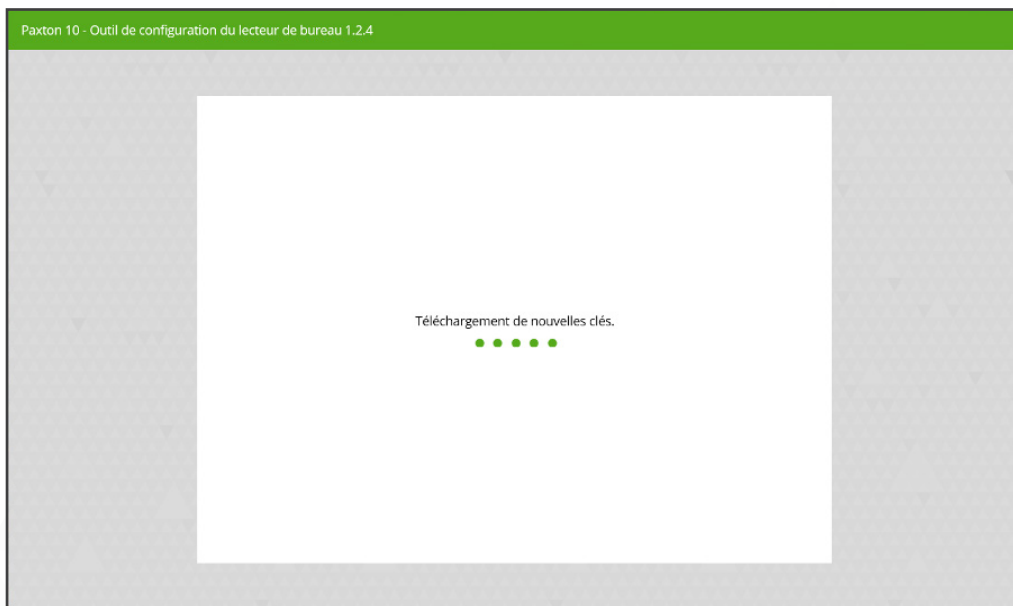 Paxton 10 - Outil de configuration du lecteur de bureau 1.2.4
Téléchargement de nouvelles clés.